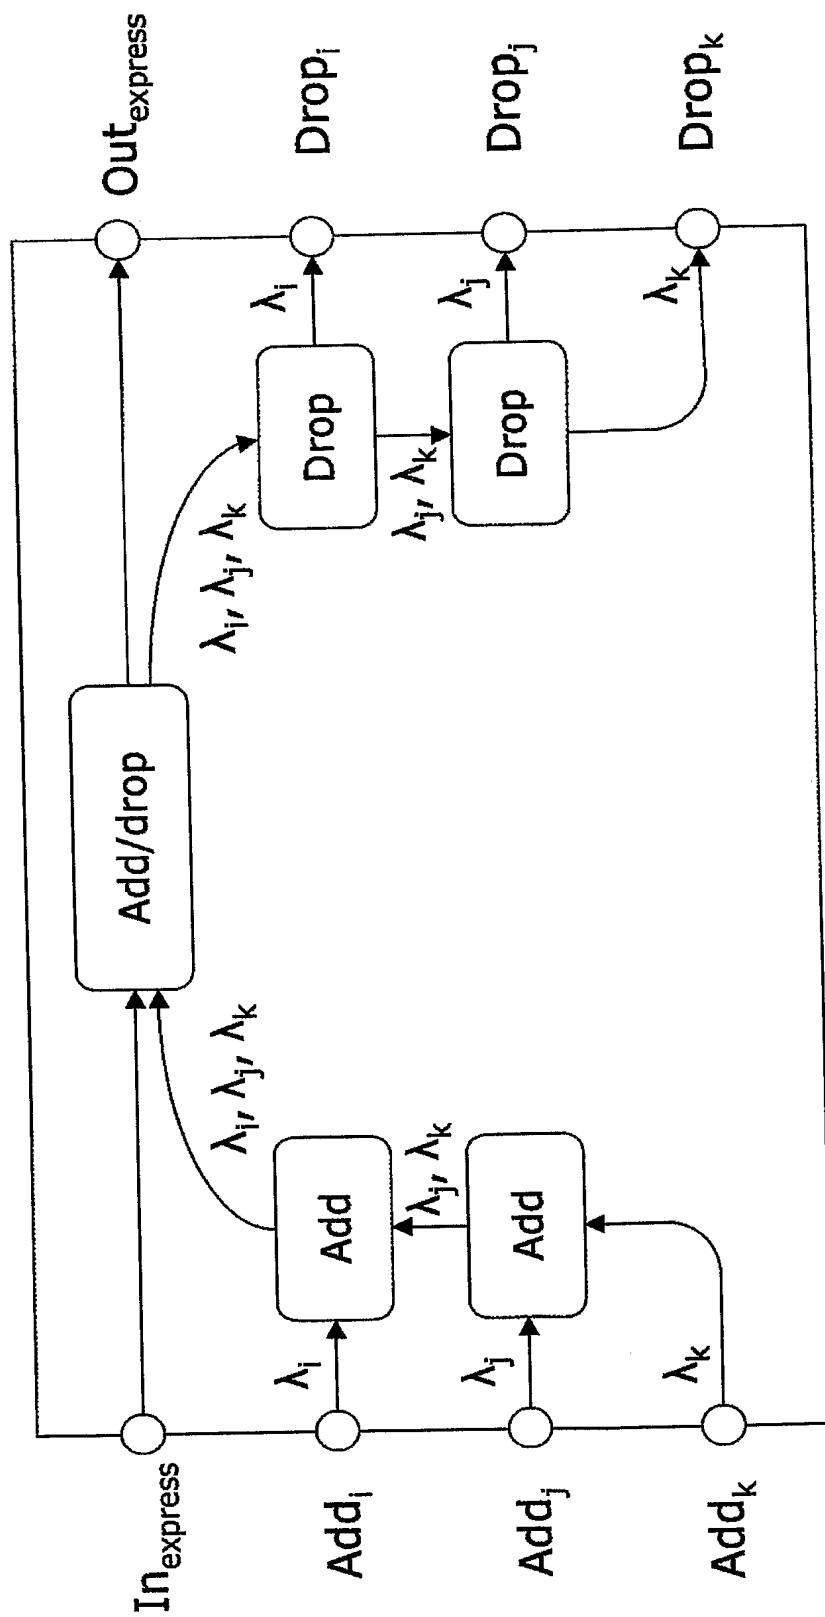 In_express
Add_i
Add_j
Add_k
λ_i
λ_j
λ_k
Add
Add
λ_j, λ_k
λ_i, λ_j, λ_k
Add/drop
λ_i, λ_j, λ_k
Drop
λ_j, λ_k
Drop
λ_i
λ_j
λ_k
Out_express
Drop_i
Drop_j
Drop_k